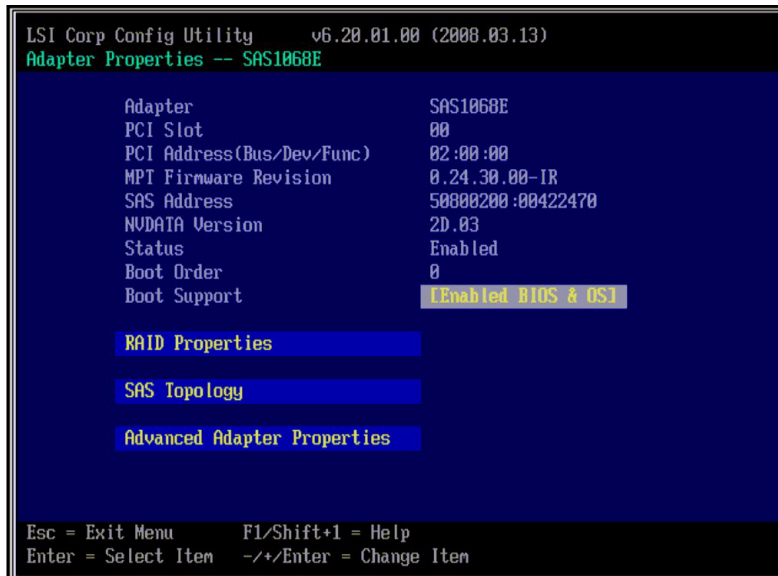 LSI Corp Config Utility v6.20.01.00 (2008.03.13)
Adapter Properties -- SAS1068E
Adapter SAS1068E
PCI Slot 00
PCI Address(Bus/Dev/Func) 02:00:00
MPT Firmware Revision 0.24.30.00-IR
SAS Address 50800200:00422470
NVDATA Version 2D.03
Status Enabled
Boot Order 0
Boot Support [Enabled BIOS & OS]
RAID Properties
SAS Topology
Advanced Adapter Properties
Esc = Exit Menu F1/Shift+1 = Help
Enter = Select Item -/+/Enter = Change Item